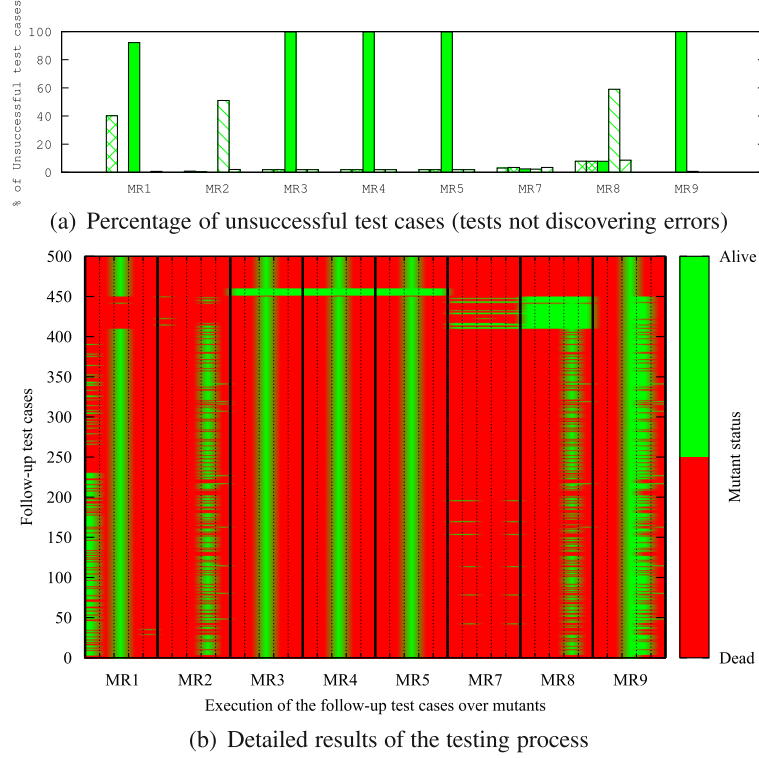 % of Unsuccessful test cases
100
80
60
40
20
0
MR1 MR2 MR3 MR4 MR5 MR7 MR8 MR9
(a) Percentage of unsuccessful test cases (tests not discovering errors)
Follow-up test cases
500
450
400
350
300
250
200
150
100
50
0
MR1 MR2 MR3 MR4 MR5 MR7 MR8 MR9
Execution of the follow-up test cases over mutants
Alive
Mutant status
Dead
(b) Detailed results of the testing process